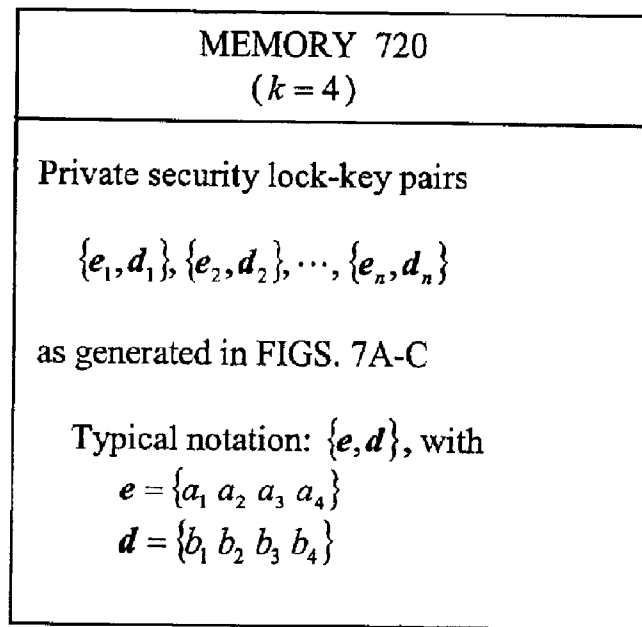 MEMORY 720
(k = 4)
Private security lock-key pairs
{e₁,d₁}, {e₂,d₂}, ⋯, {eₙ,dₙ}
as generated in FIGS. 7A-C
Typical notation: {e,d}, with
e = {a₁ a₂ a₃ a₄}
d = {b₁ b₂ b₃ b₄}